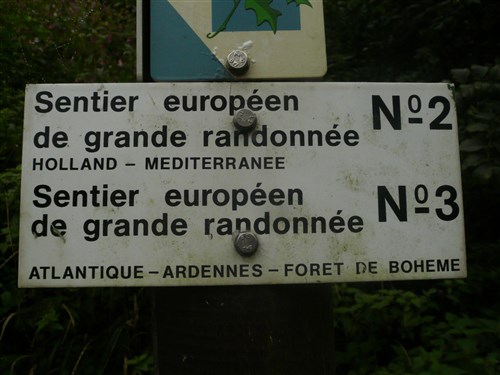 Sentier européen
de grande randonnée Nº2
HOLLAND – MEDITERRANEE
Sentier européen
de grande randonnée Nº3
ATLANTIQUE – ARDENNES – FORET DE BOHEME